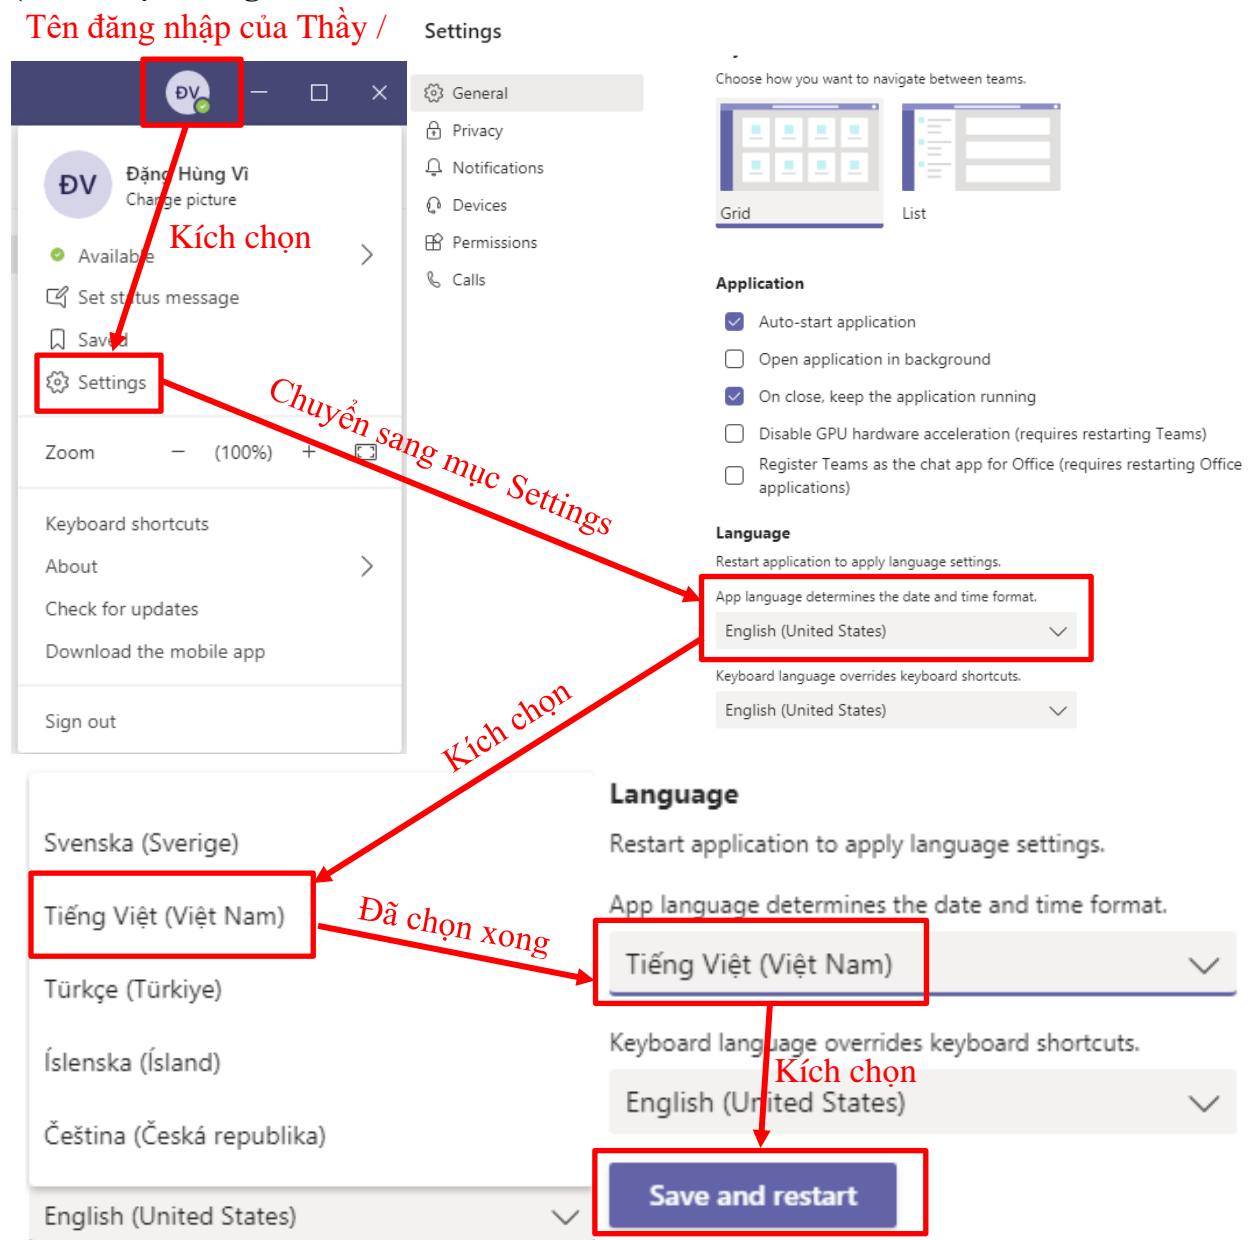 Tên đăng nhập của Thầy /
ĐV
ĐV
Đặng Hùng Vì
Change picture
Kích chọn
Available
Set status message
Saved
Settings
Zoom
(100%)
Keyboard shortcuts
About
Check for updates
Download the mobile app
Sign out
Settings
General
Privacy
Notifications
Devices
Permissions
Calls
Choose how you want to navigate between teams.
Grid
List
Application
Auto-start application
Open application in background
On close, keep the application running
Disable GPU hardware acceleration (requires restarting Teams)
Register Teams as the chat app for Office (requires restarting Office
applications)
Chuyển sang mục Settings
Language
Restart application to apply language settings.
App language determines the date and time format.
English (United States)
Keyboard language overrides keyboard shortcuts.
English (United States)
Kích chọn
Svenska (Sverige)
Tiếng Việt (Việt Nam)
Türkçe (Türkiye)
Íslenska (Ísland)
Čeština (Česká republika)
English (United States)
Đã chọn xong
Language
Restart application to apply language settings.
App language determines the date and time format.
Tiếng Việt (Việt Nam)
Keyboard language overrides keyboard shortcuts.
Kích chọn
English (United States)
Save and restart